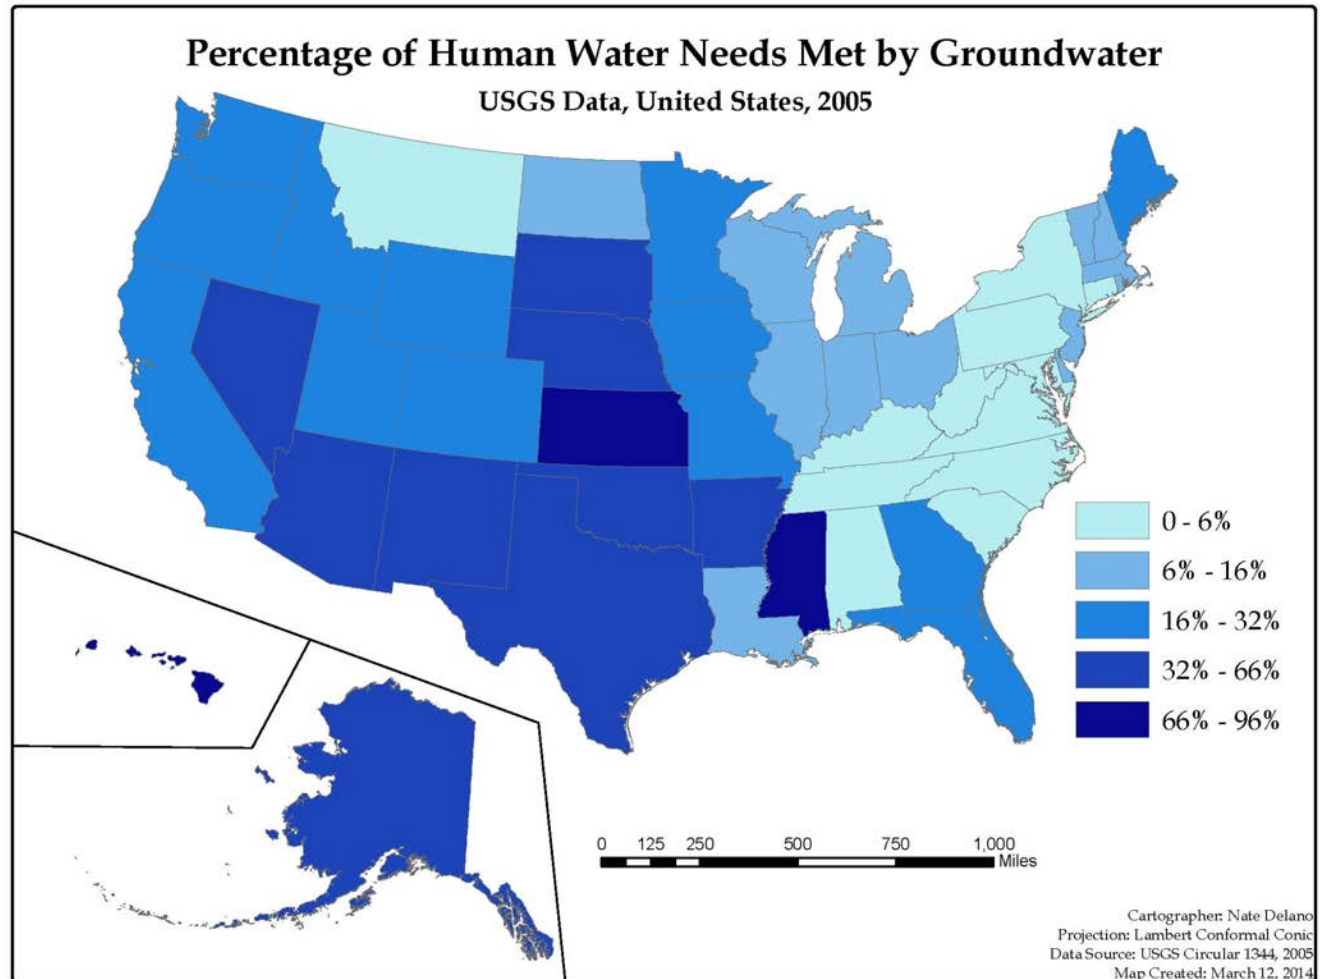 Percentage of Human Water Needs Met by Groundwater
USGS Data, United States, 2005
0 - 6%
6% - 16%
16% - 32%
32% - 66%
66% - 96%
0 125 250 500 750 1,000
Miles
Cartographer: Nate Delano
Projection: Lambert Conformal Conic
Data Source: USGS Circular 1344, 2005
Map Created: March 12, 2014